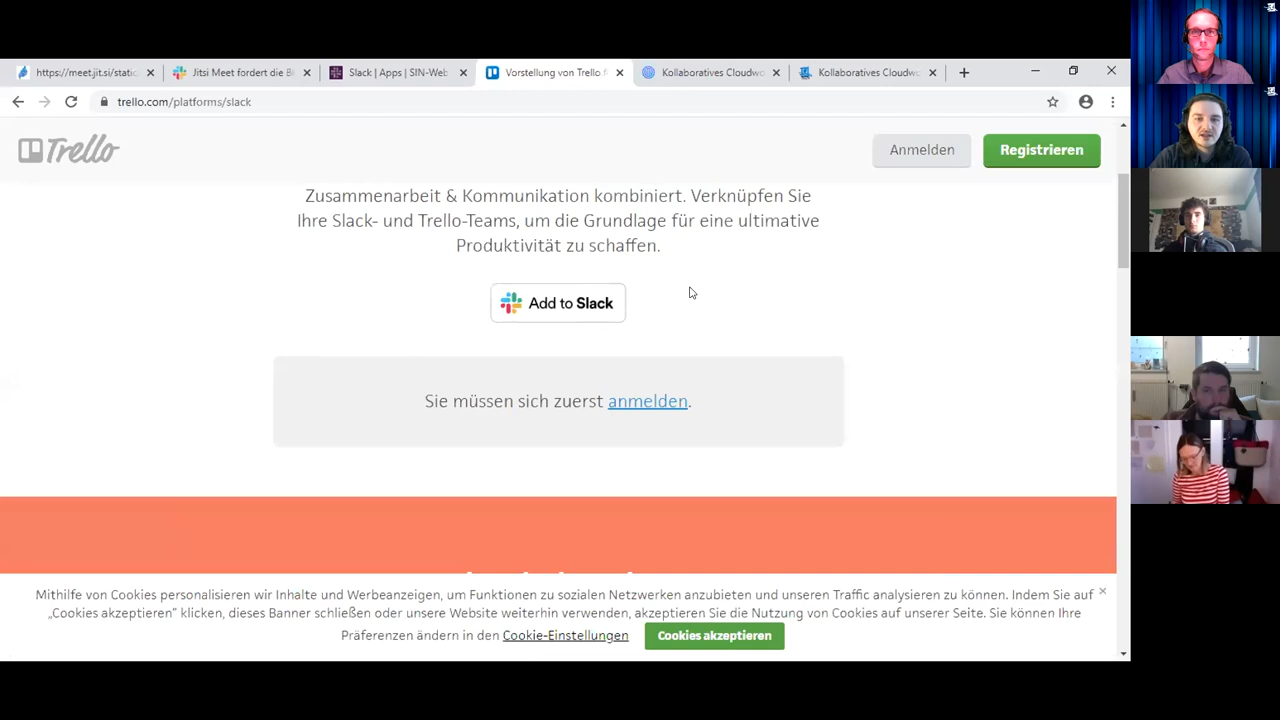 https://meet.jit.si/static
Jitsi Meet fordert die B
Slack | Apps | SIN-Web
Vorstellung von Trello f
Kollaboratives Cloudwo
Kollaboratives Cloudwo
trello.com/platforms/slack
Trello
Anmelden
Registrieren
Zusammenarbeit & Kommunikation kombiniert. Verknüpfen Sie
Ihre Slack- und Trello-Teams, um die Grundlage für eine ultimative
Produktivität zu schaffen.
Add to Slack
Sie müssen sich zuerst anmelden.
Mithilfe von Cookies personalisieren wir Inhalte und Werbeanzeigen, um Funktionen zu sozialen Netzwerken anzubieten und unseren Traffic analysieren zu können. Indem Sie auf
„Cookies akzeptieren" klicken, dieses Banner schließen oder unsere Website weiterhin verwenden, akzeptieren Sie die Nutzung von Cookies auf unserer Seite. Sie können Ihre
Präferenzen ändern in den Cookie-Einstellungen
Cookies akzeptieren